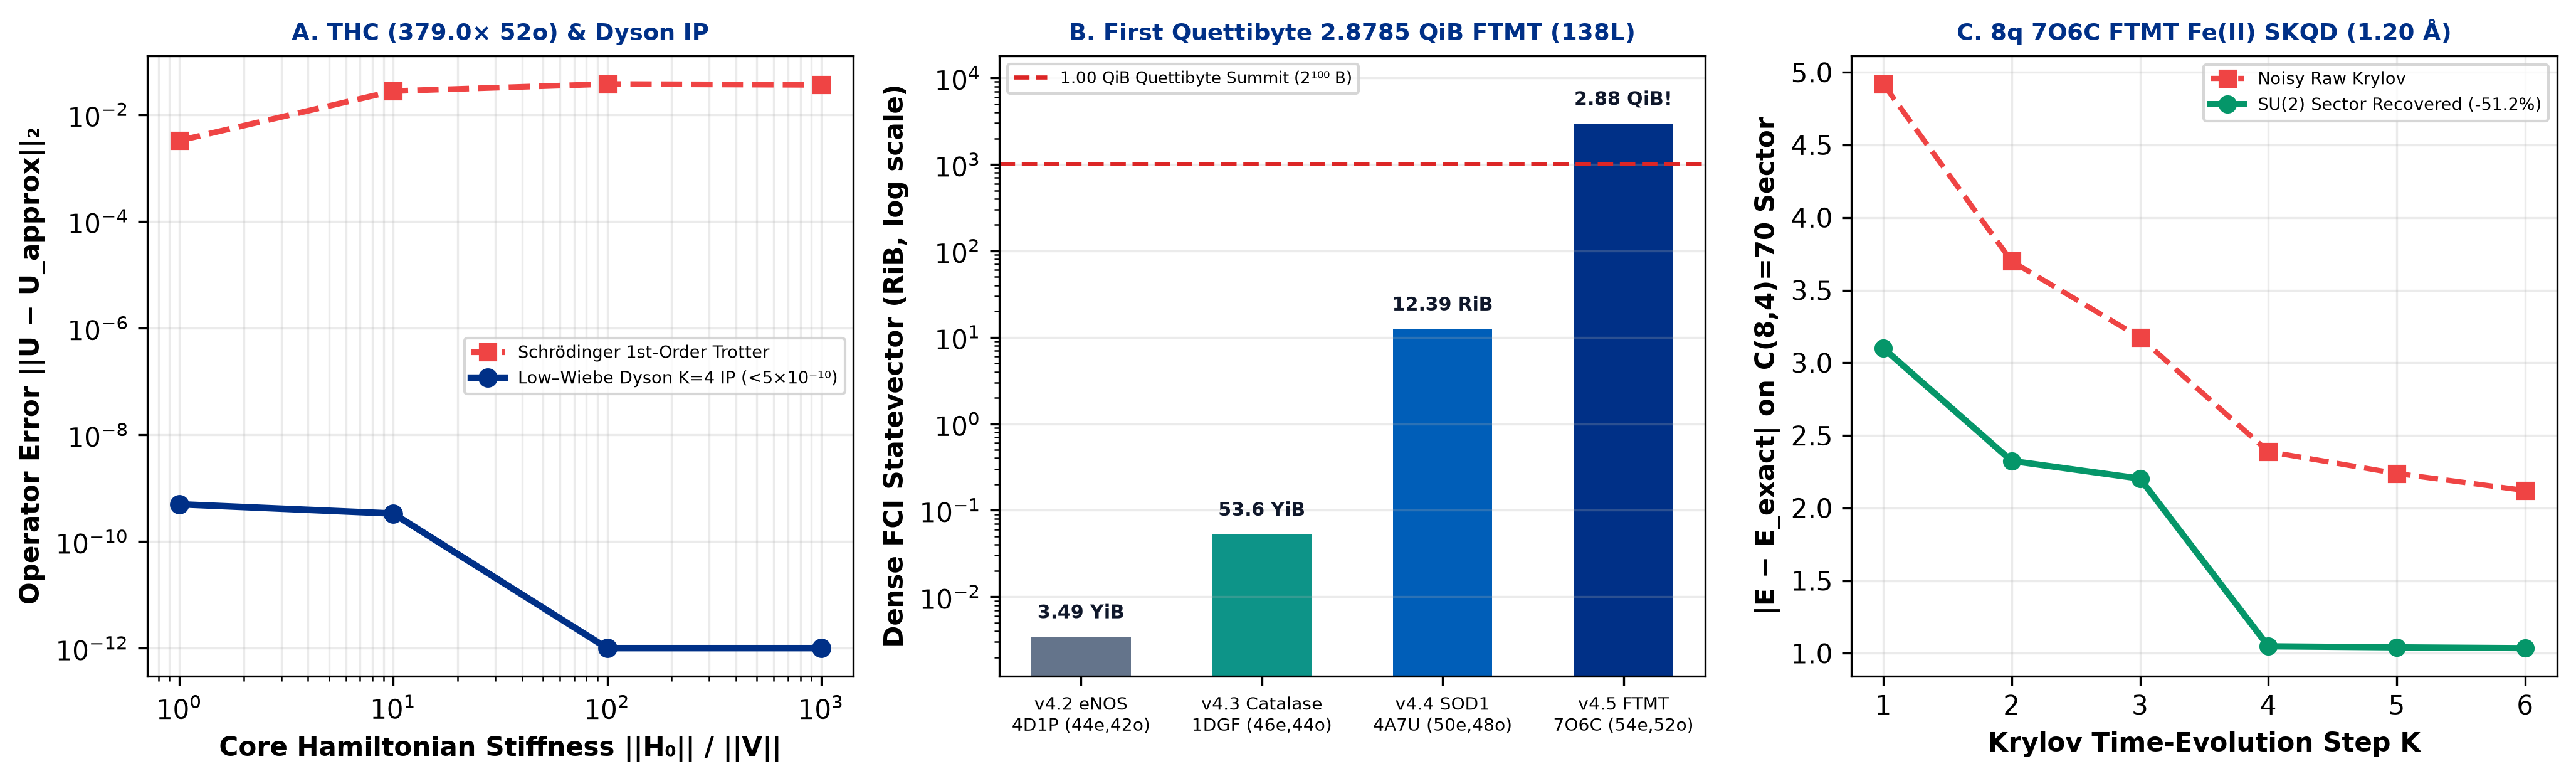 A. THC (379.0× 52o) & Dyson IP
Operator Error ||U − U_approx||₂
10⁻²
10⁻⁴
10⁻⁶
10⁻⁸
10⁻¹⁰
10⁻¹²
Schrödinger 1st-Order Trotter
Low–Wiebe Dyson K=4 IP (<5×10⁻¹⁰)
10⁰
10¹
10²
10³
Core Hamiltonian Stiffness ||H₀|| / ||V||
B. First Quettibyte 2.8785 QiB FTMT (138L)
Dense FCI Statevector (RiB, log scale)
10⁴
10³
10²
10¹
10⁰
10⁻¹
10⁻²
1.00 QiB Quettibyte Summit (2¹⁰⁰ B)
3.49 YiB
53.6 YiB
12.39 RiB
2.88 QiB!
v4.2 eNOS
4D1P (44e,42o)
v4.3 Catalase
1DGF (46e,44o)
v4.4 SOD1
4A7U (50e,48o)
v4.5 FTMT
7O6C (54e,52o)
C. 8q 7O6C FTMT Fe(II) SKQD (1.20 Å)
|E − E_exact| on C(8,4)=70 Sector
5.0
4.5
4.0
3.5
3.0
2.5
2.0
1.5
1.0
Noisy Raw Krylov
SU(2) Sector Recovered (-51.2%)
1
2
3
4
5
6
Krylov Time-Evolution Step K